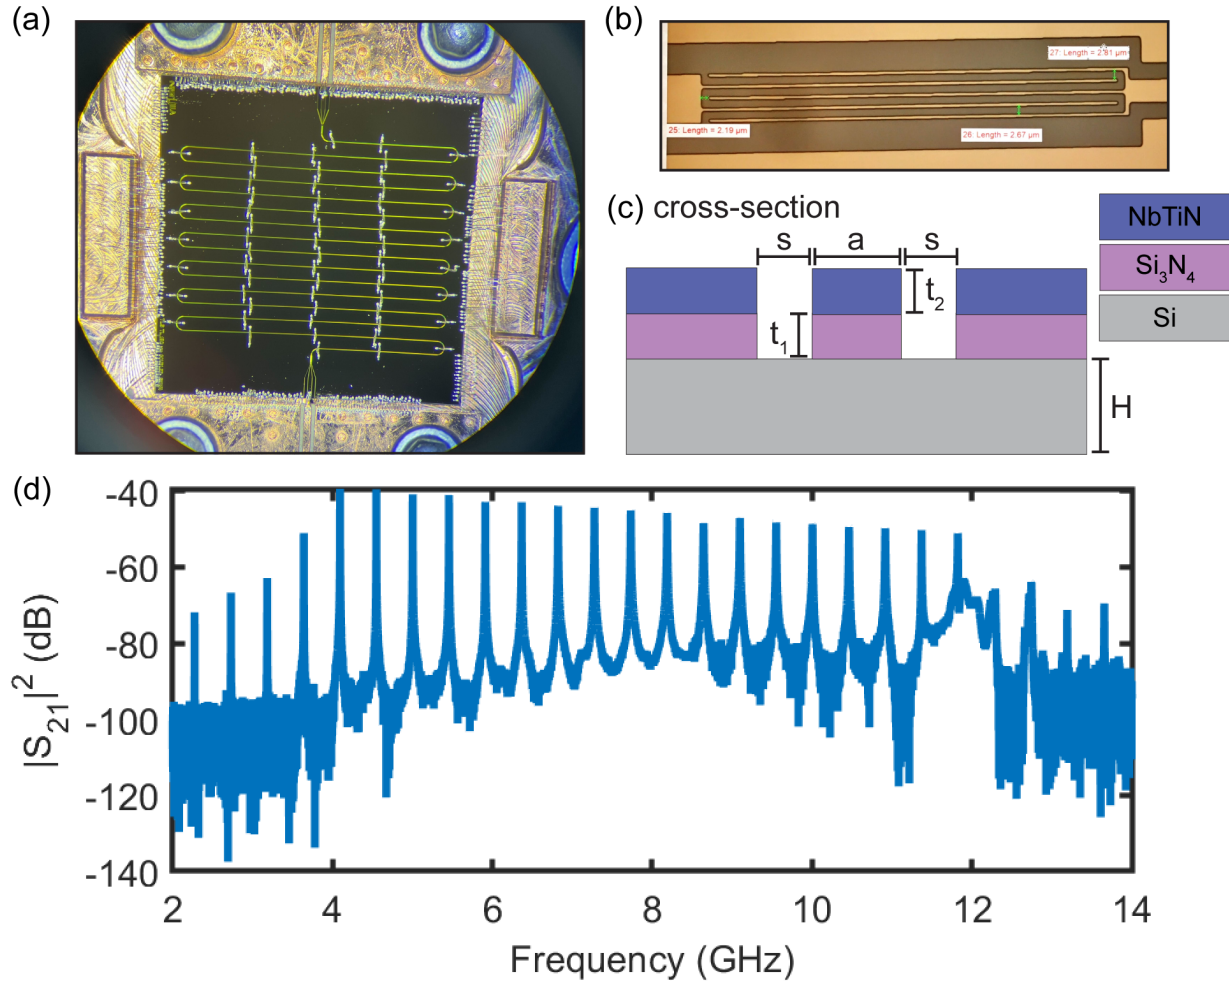 (a)
(b)
27: Length = 2.81 μm
25: Length = 2.19 μm
26: Length = 2.67 μm
(c) cross-section
s a s
t₂
t₁
H
NbTiN
Si₃N₄
Si
(d)
|S₂₁|² (dB)
-40
-60
-80
-100
-120
-140
2 4 6 8 10 12 14
Frequency (GHz)